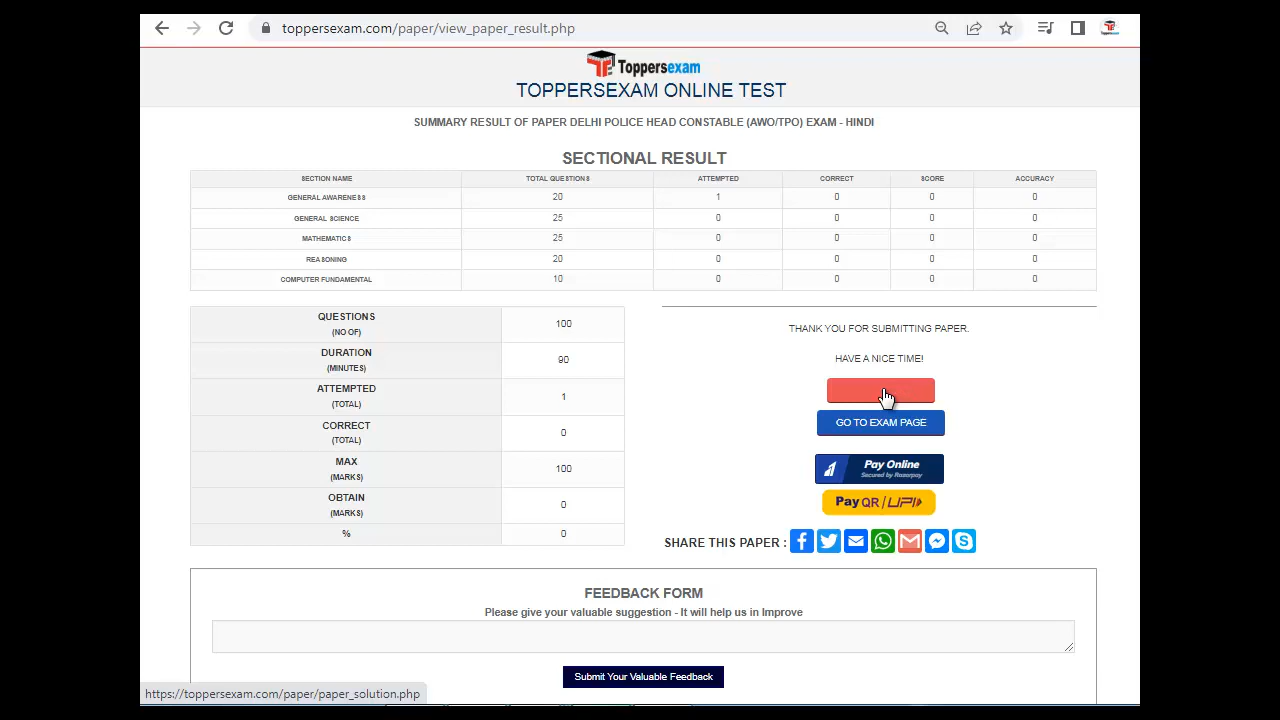 toppersexam.com/paper/view_paper_result.php
Toppersexam
TOPPERSEXAM ONLINE TEST
SUMMARY RESULT OF PAPER DELHI POLICE HEAD CONSTABLE (AWO/TPO) EXAM - HINDI
SECTIONAL RESULT
SECTION NAME TOTAL QUESTIONS ATTEMPTED CORRECT SCORE ACCURACY
GENERAL AWARENESS 20 1 0 0 0
GENERAL SCIENCE 25 0 0 0 0
MATHEMATICS 25 0 0 0 0
REASONING 20 0 0 0 0
COMPUTER FUNDAMENTAL 10 0 0 0 0
QUESTIONS
(NO OF)
100
DURATION
(MINUTES)
90
ATTEMPTED
(TOTAL)
1
CORRECT
(TOTAL)
0
MAX
(MARKS)
100
OBTAIN
(MARKS)
0
% 0
THANK YOU FOR SUBMITTING PAPER.
HAVE A NICE TIME!
GO TO EXAM PAGE
Pay Online
Secured by Razorpay
Pay QR / UPI
SHARE THIS PAPER :
FEEDBACK FORM
Please give your valuable suggestion - It will help us in Improve
Submit Your Valuable Feedback
https://toppersexam.com/paper/paper_solution.php